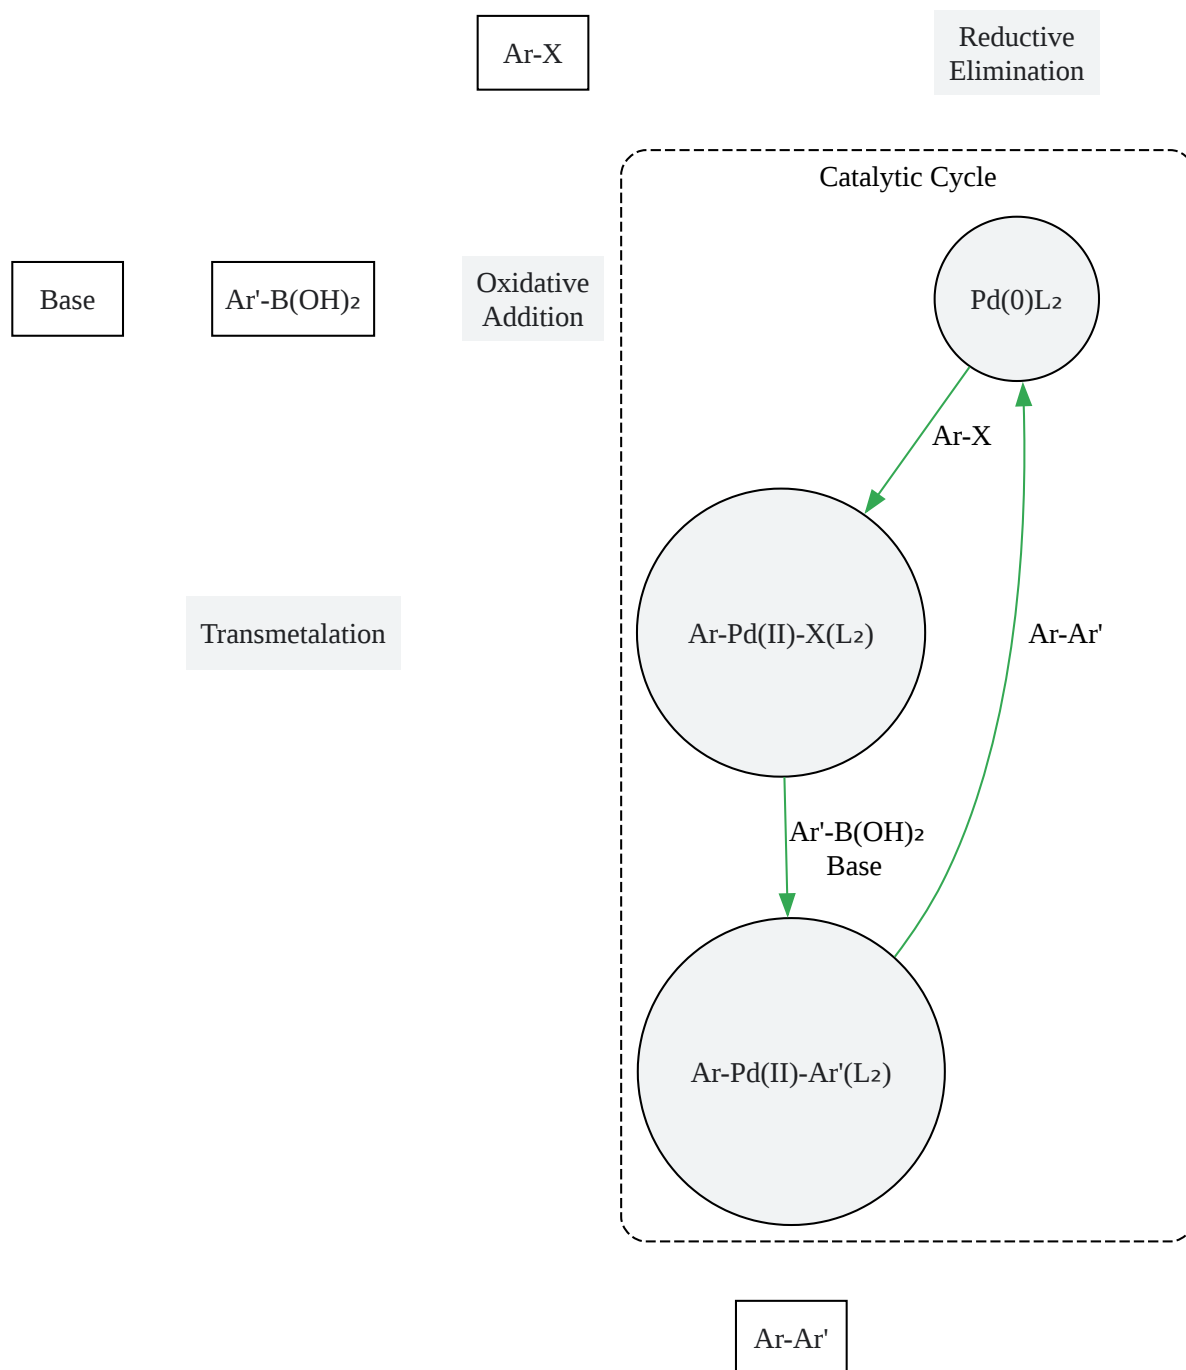 Ar-X
Reductive
Elimination
Catalytic Cycle
Base
Ar'-B(OH)₂
Oxidative
Addition
Pd(0)L₂
Ar-X
Transmetalation
Ar-Pd(II)-X(L₂)
Ar-Ar'
Ar'-B(OH)₂
Base
Ar-Pd(II)-Ar'(L₂)
Ar-Ar'